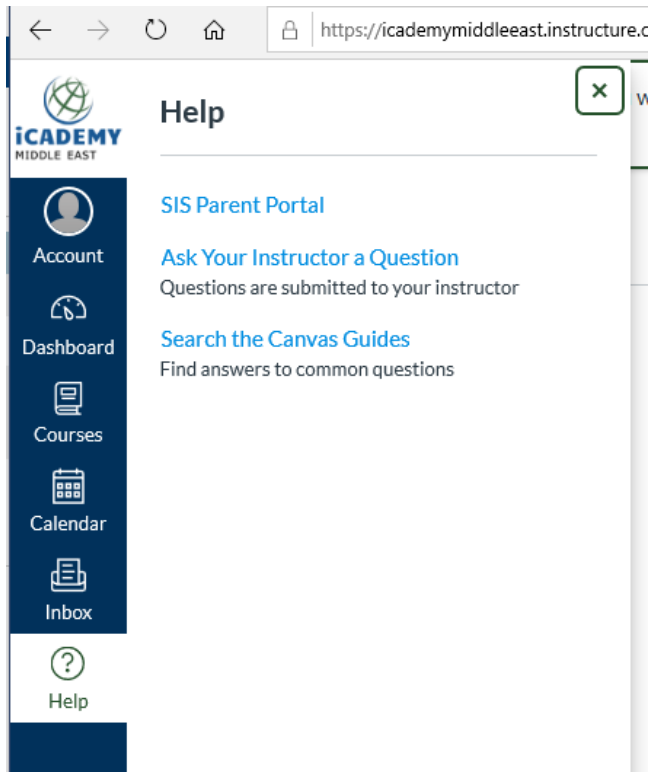 https://icademymiddleeast.instructure.c
iCADEMY
MIDDLE EAST
Help
SIS Parent Portal
Ask Your Instructor a Question
Questions are submitted to your instructor
Search the Canvas Guides
Find answers to common questions
Account
Dashboard
Courses
Calendar
Inbox
Help